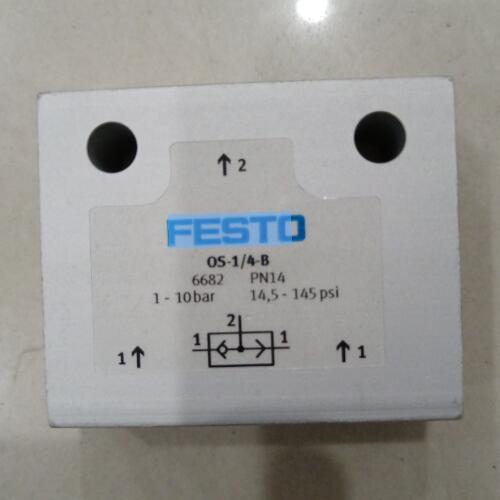 ↑ 2
FESTO
OS-1/4-B
6682 PN14
1 - 10 bar 14,5 - 145 psi
2
1 1
1 ↑ ↑ 1